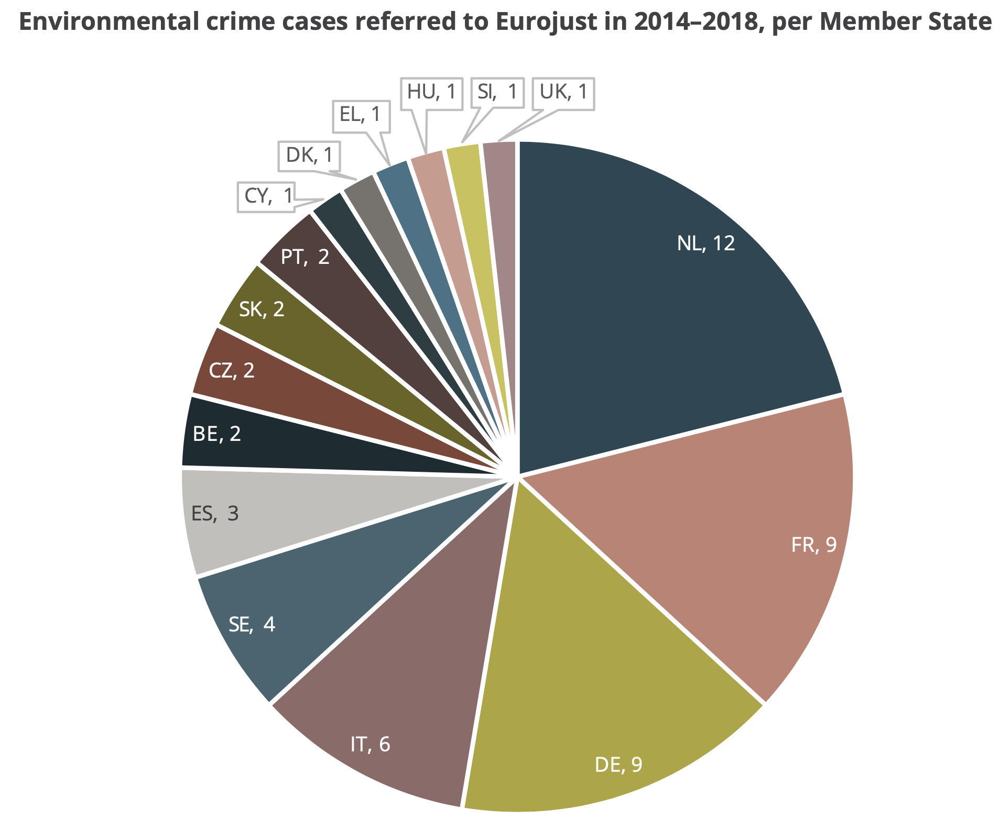 Environmental crime cases referred to Eurojust in 2014–2018, per Member State
HU, 1
SI, 1
UK, 1
EL, 1
DK, 1
CY, 1
NL, 12
PT, 2
SK, 2
CZ, 2
BE, 2
ES, 3
FR, 9
SE, 4
IT, 6
DE, 9